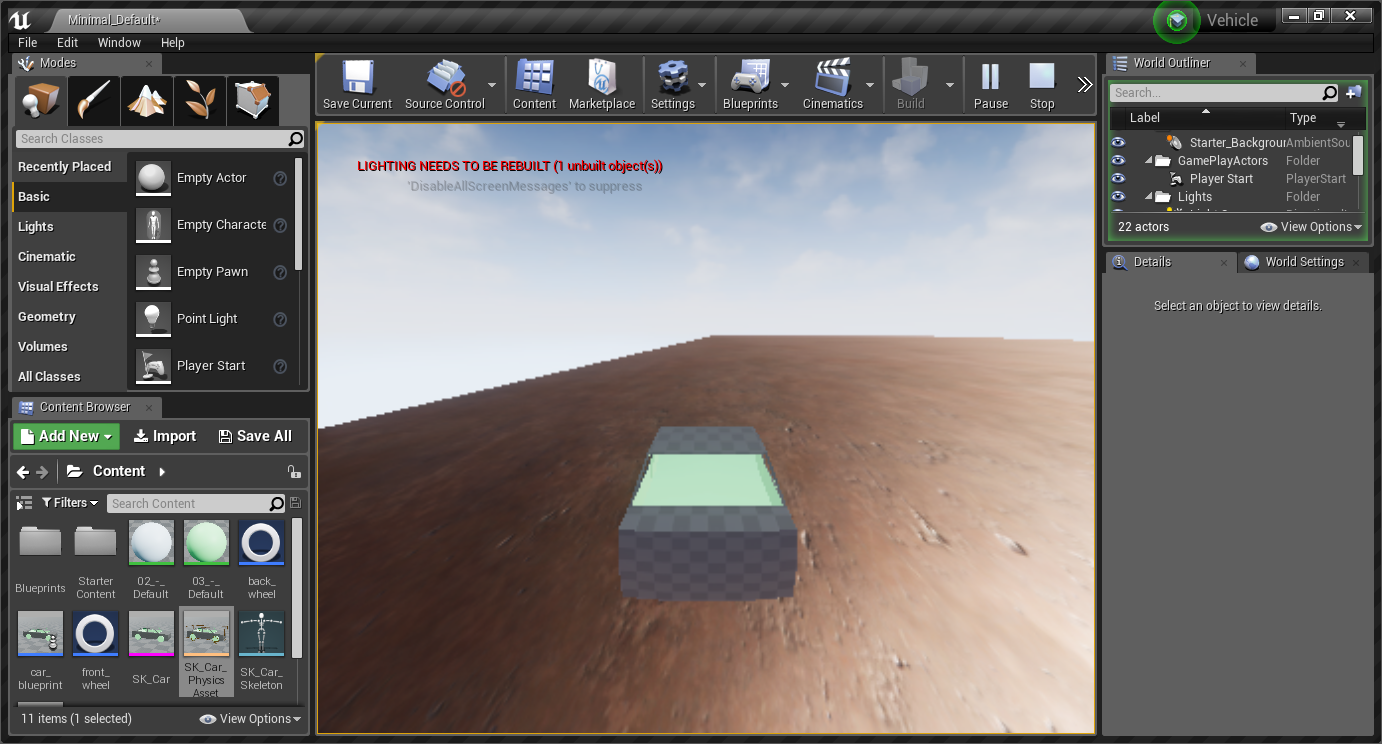 Minimal_Default*
Vehicle
File Edit Window Help
Modes
Search Classes
Recently Placed
Basic
Lights
Cinematic
Visual Effects
Geometry
Volumes
All Classes
Empty Actor
Empty Characte
Empty Pawn
Point Light
Player Start
Content Browser
Add New Import Save All
Content
Filters Search Content
Blueprints
Starter Content
02_-_Default
03_-_Default
back_wheel
car_blueprint
front_wheel
SK_Car
SK_Car_Physics Asset
SK_Car_Skeleton
11 items (1 selected) View Options
Save Current Source Control Content Marketplace Settings Blueprints Cinematics Build Pause Stop
LIGHTING NEEDS TO BE REBUILT (1 unbuilt object(s))
'DisableAllScreenMessages' to suppress
World Outliner
Search...
Label Type
Starter_Backgrour AmbientSou
GamePlayActors Folder
Player Start PlayerStart
Lights Folder
22 actors View Options
Details World Settings
Select an object to view details.